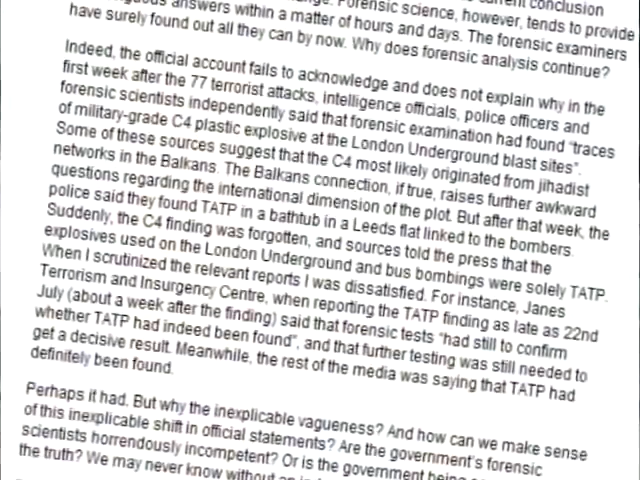 conclusion
answers within a matter of hours and days. Forensic science, however, tends to provide
have surely found out all they can by now. Why does forensic analysis continue? The forensic examiners
Indeed, the official account fails to acknowledge and does not explain why in the
first week after the 77 terrorist attacks, intelligence officials, police officers and
forensic scientists independently said that forensic examination had found "traces
of military-grade C4 plastic explosive at the London Underground blast sites".
Some of these sources suggest that the C4 most likely originated from jihadist
networks in the Balkans. The Balkans connection, if true, raises further awkward
questions regarding the international dimension of the plot. But after that week, the
police said they found TATP in a bathtub in a Leeds flat linked to the bombers.
Suddenly, the C4 finding was forgotten, and sources told the press that the
explosives used on the London Underground and bus bombings were solely TATP.
When I scrutinized the relevant reports I was dissatisfied. For instance, Janes
Terrorism and Insurgency Centre, when reporting the TATP finding as late as 22nd
July (about a week after the finding) said that forensic tests "had still to confirm
whether TATP had indeed been found", and that further testing was still needed to
get a decisive result. Meanwhile, the rest of the media was saying that TATP had
definitely been found.
Perhaps it had. But why the inexplicable vagueness? And how can we make sense
of this inexplicable shift in official statements? Are the government's forensic
scientists horrendously incompetent? Or is the government being
the truth? We may never know without an